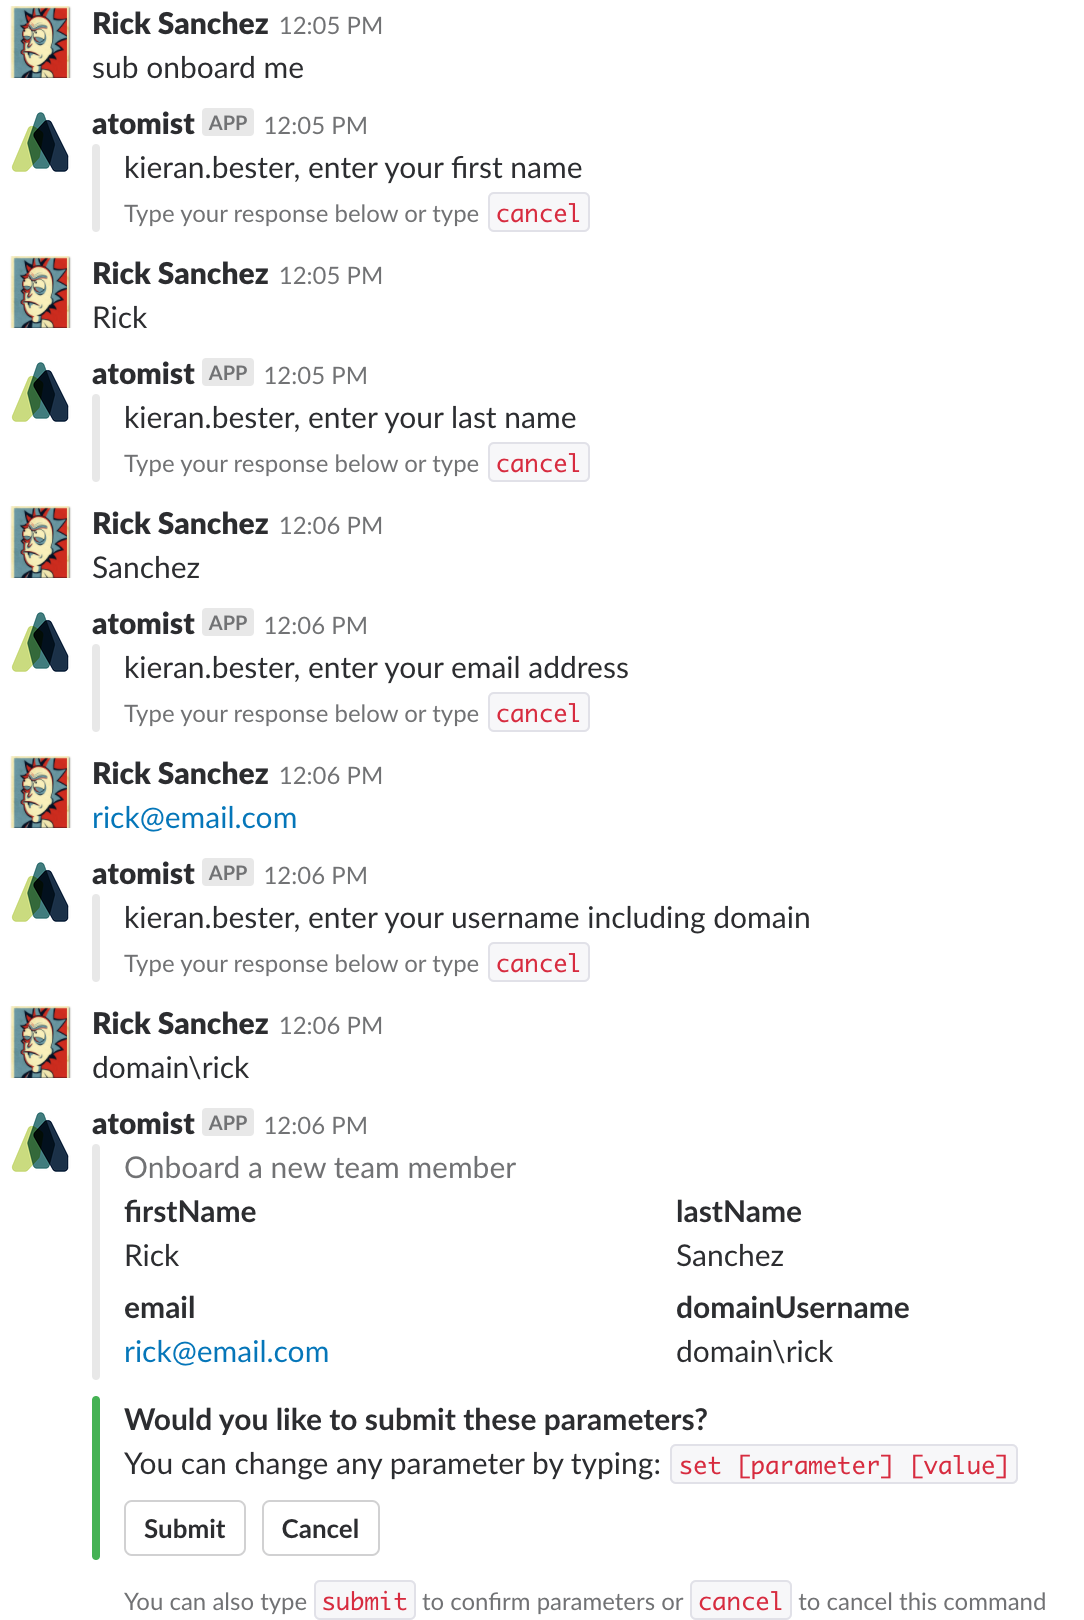 Rick Sanchez 12:05 PM
sub onboard me
atomist APP 12:05 PM
kieran.bester, enter your first name
Type your response below or type cancel
Rick Sanchez 12:05 PM
Rick
atomist APP 12:05 PM
kieran.bester, enter your last name
Type your response below or type cancel
Rick Sanchez 12:06 PM
Sanchez
atomist APP 12:06 PM
kieran.bester, enter your email address
Type your response below or type cancel
Rick Sanchez 12:06 PM
rick@email.com
atomist APP 12:06 PM
kieran.bester, enter your username including domain
Type your response below or type cancel
Rick Sanchez 12:06 PM
domain\rick
atomist APP 12:06 PM
Onboard a new team member
firstName lastName
Rick Sanchez
email domainUsername
rick@email.com domain\rick
Would you like to submit these parameters?
You can change any parameter by typing: set [parameter] [value]
Submit Cancel
You can also type submit to confirm parameters or cancel to cancel this command